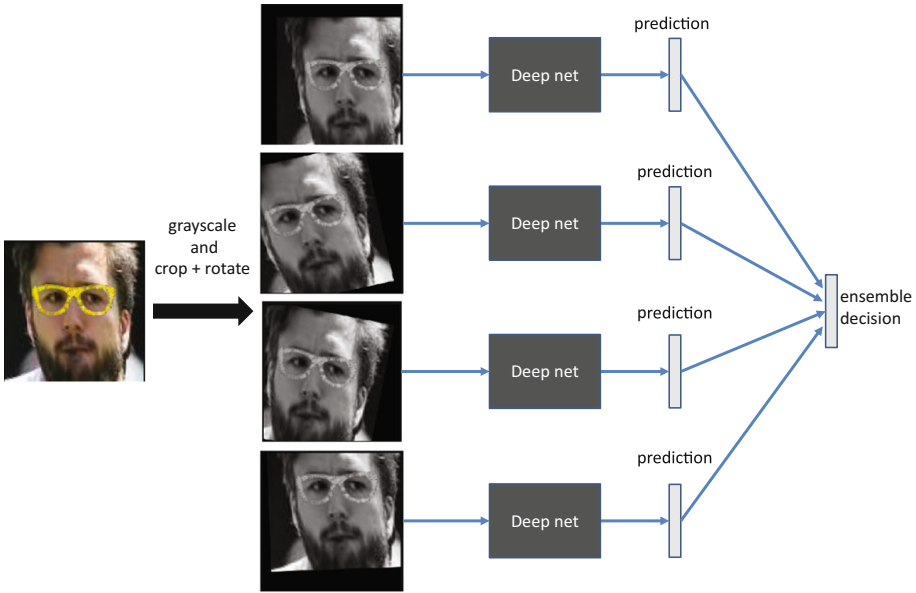 grayscale
and
crop + rotate
prediction
Deep net
prediction
Deep net
prediction
Deep net
prediction
Deep net
ensemble
decision